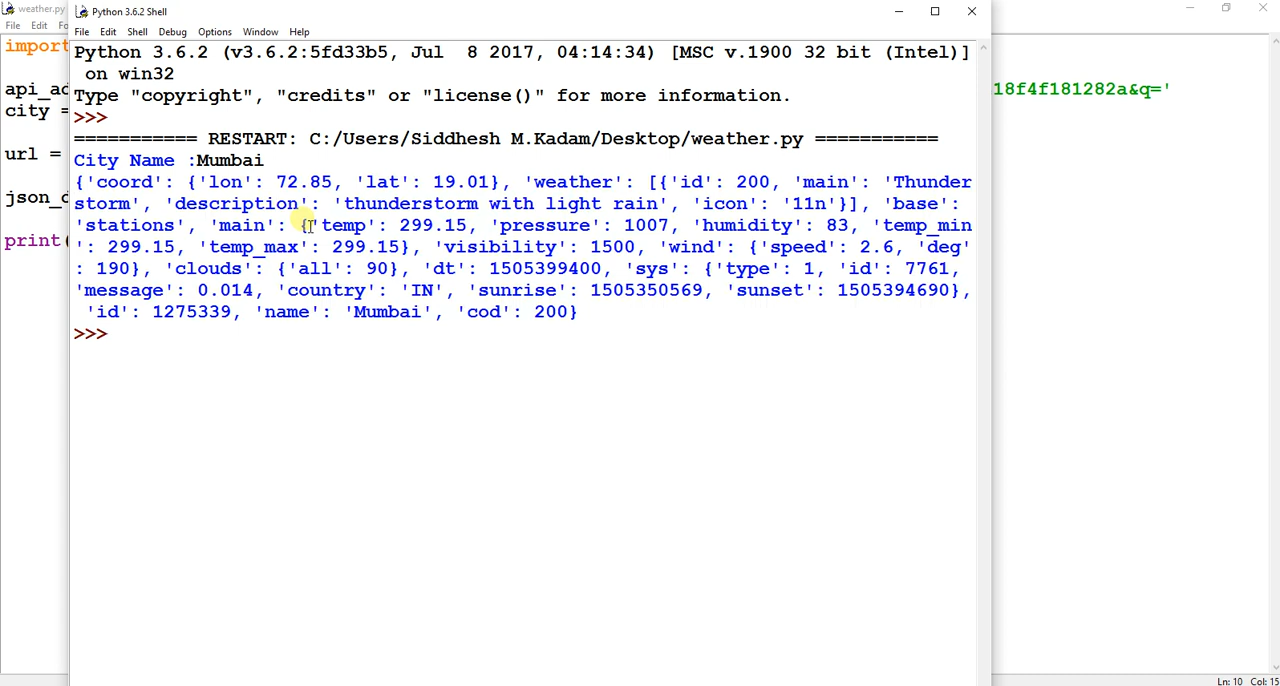 weather.py
File Edit Fo
import
api_ad
18f4f181282a&q='
city =
url =
json_d
print(
Python 3.6.2 Shell
File Edit Shell Debug Options Window Help
Python 3.6.2 (v3.6.2:5fd33b5, Jul  8 2017, 04:14:34) [MSC v.1900 32 bit (Intel)]
 on win32
Type "copyright", "credits" or "license()" for more information.
>>>
=========== RESTART: C:/Users/Siddhesh M.Kadam/Desktop/weather.py ===========
City Name :Mumbai
{'coord': {'lon': 72.85, 'lat': 19.01}, 'weather': [{'id': 200, 'main': 'Thunder
storm', 'description': 'thunderstorm with light rain', 'icon': '11n'}], 'base':
'stations', 'main': {'temp': 299.15, 'pressure': 1007, 'humidity': 83, 'temp_min
': 299.15, 'temp_max': 299.15}, 'visibility': 1500, 'wind': {'speed': 2.6, 'deg'
: 190}, 'clouds': {'all': 90}, 'dt': 1505399400, 'sys': {'type': 1, 'id': 7761,
'message': 0.014, 'country': 'IN', 'sunrise': 1505350569, 'sunset': 1505394690},
 'id': 1275339, 'name': 'Mumbai', 'cod': 200}
>>>
Ln: 10 Col: 15